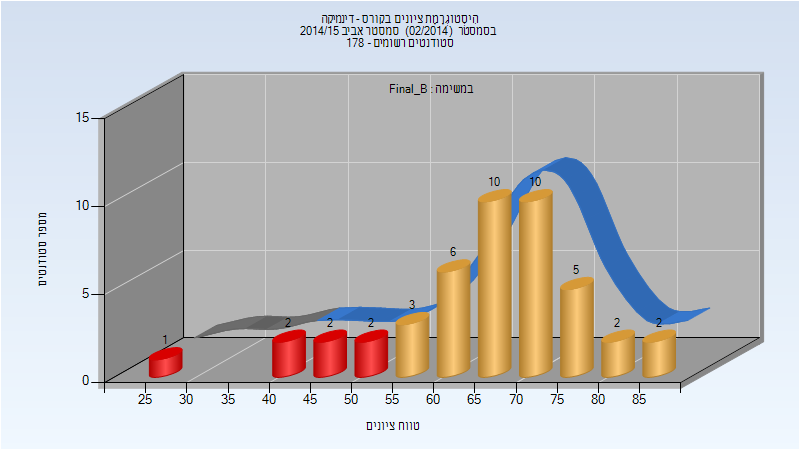 היסטוגרמת ציונים בקורס - דינמיקה
בסמסטר (02/2014) סמסטר אביב 2014/15
סטודנטים רשומים - 178
במשימה : Final_B
מספר סטודנטים
15
10
5
0
1
2
2
2
3
6
10
10
5
2
2
25 30 35 40 45 50 55 60 65 70 75 80 85
טווח ציונים